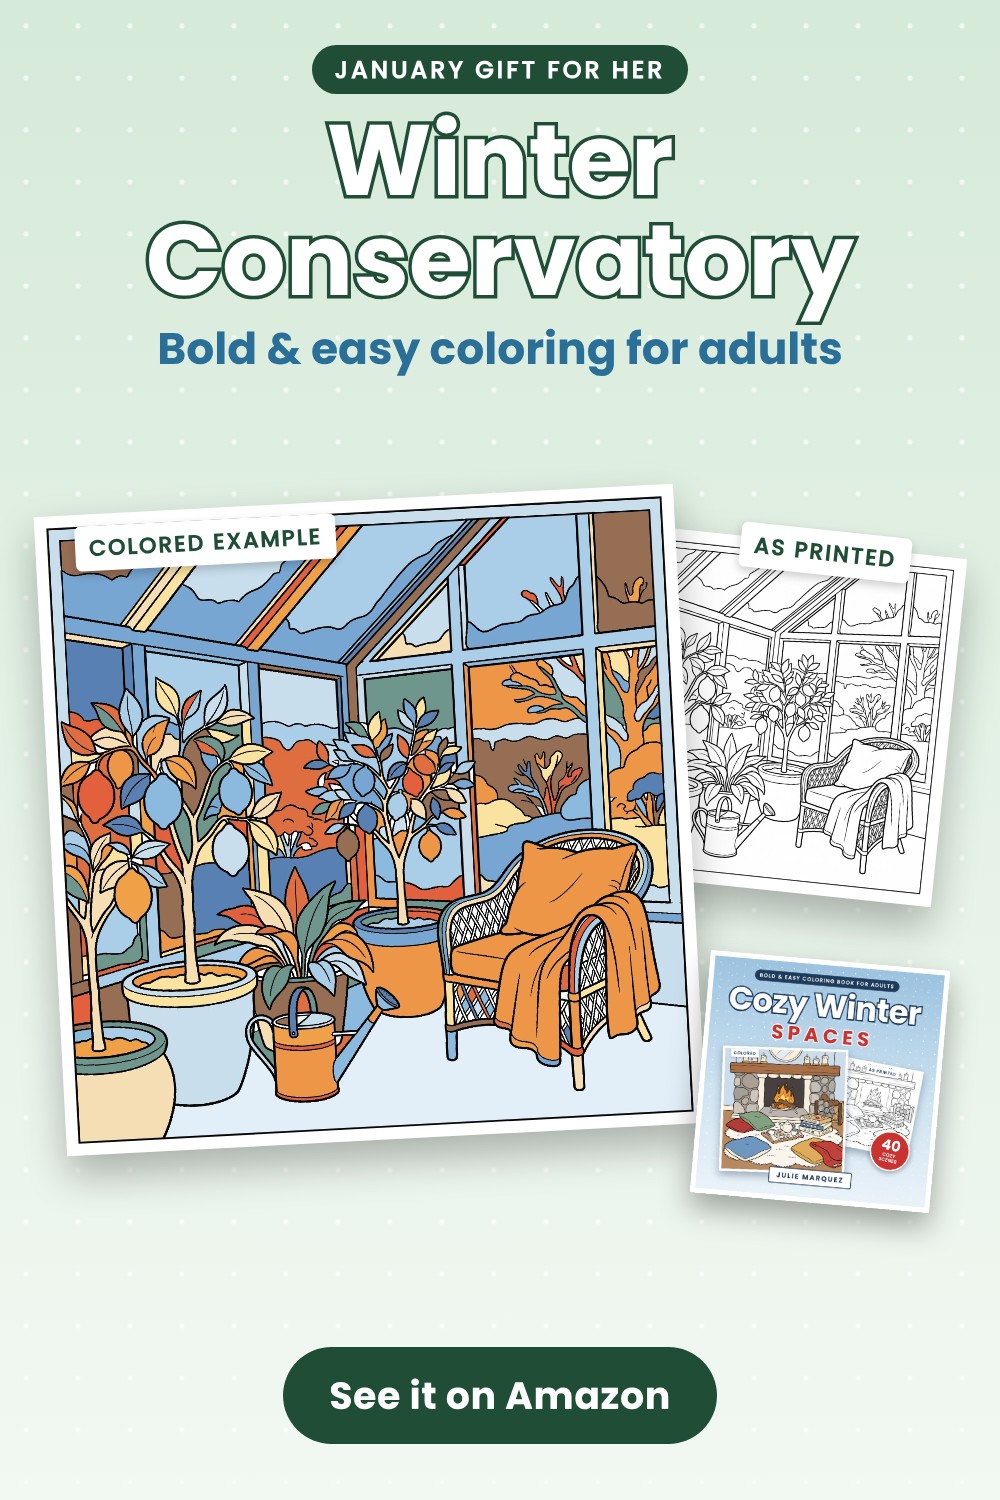 JANUARY GIFT FOR HER
Winter
Conservatory
Bold & easy coloring for adults
COLORED EXAMPLE
AS PRINTED
BOLD & EASY COLORING BOOK FOR ADULTS
Cozy Winter
SPACES
COLORED
AS PRINTED
40
COZY
SCENES
JULIE MARQUEZ
See it on Amazon